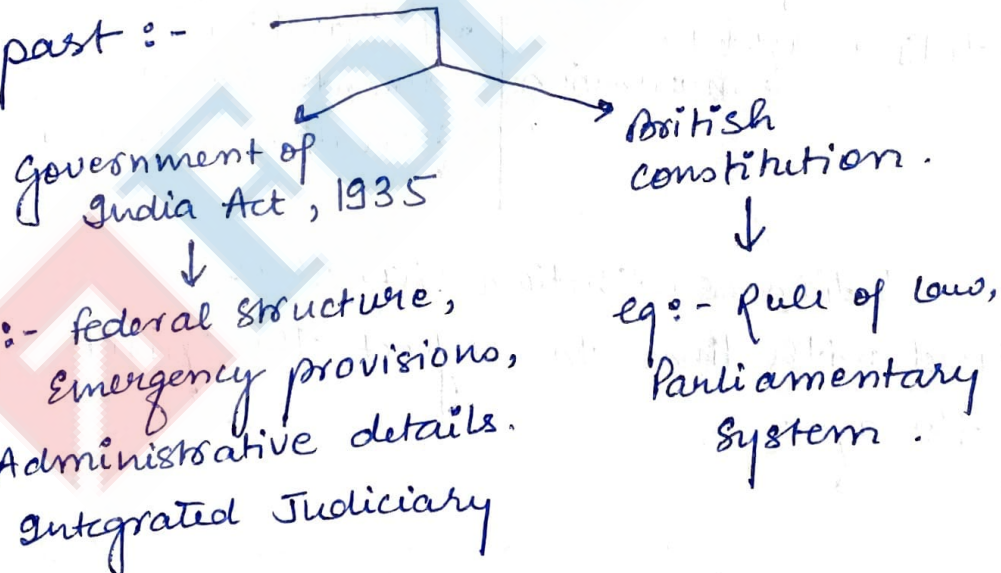 past :-
Government of
India Act, 1935
:- federal structure,
Emergency provisions,
Administrative details.
Integrated Judiciary
British
constitution.
eg:- Rule of Law,
Parliamentary
system.